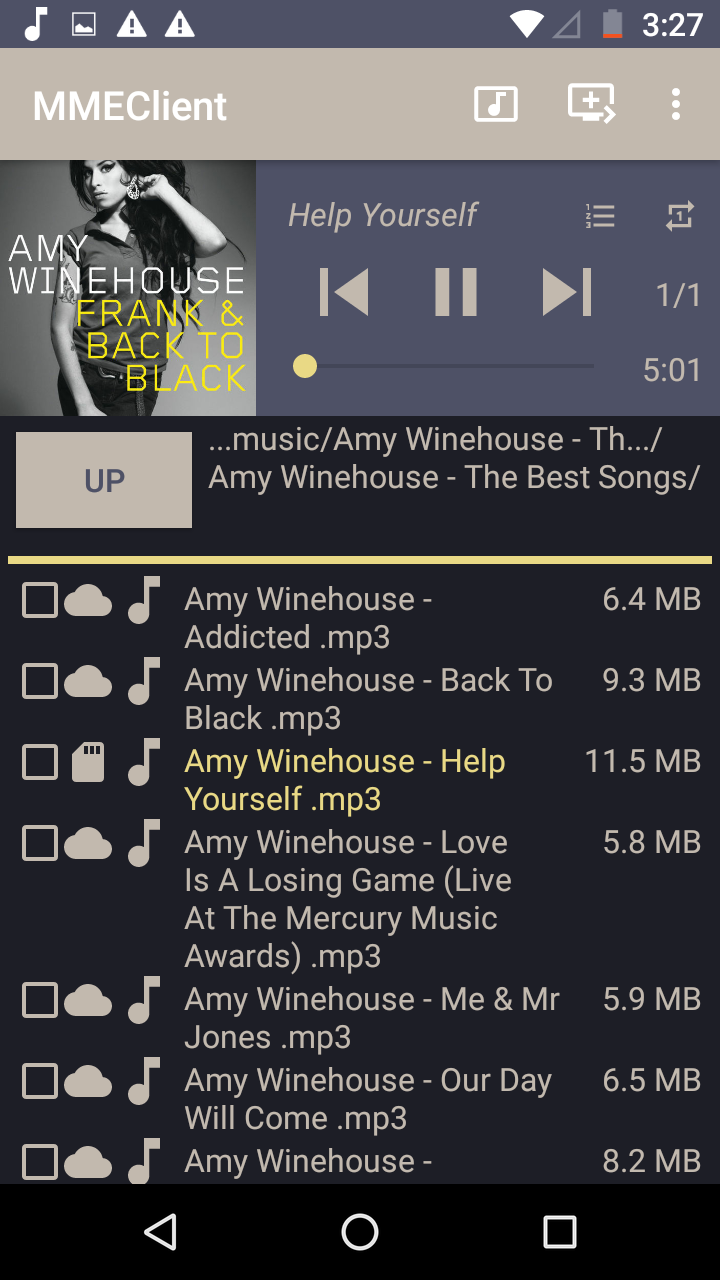 3:27
MMEClient
AMY
WINEHOUSE
FRANK &
BACK TO
BLACK
Help Yourself
1/1
5:01
UP
...music/Amy Winehouse - Th.../
Amy Winehouse - The Best Songs/
Amy Winehouse - 6.4 MB
Addicted .mp3
Amy Winehouse - Back To 9.3 MB
Black .mp3
Amy Winehouse - Help 11.5 MB
Yourself .mp3
Amy Winehouse - Love 5.8 MB
Is A Losing Game (Live
At The Mercury Music
Awards) .mp3
Amy Winehouse - Me & Mr 5.9 MB
Jones .mp3
Amy Winehouse - Our Day 6.5 MB
Will Come .mp3
Amy Winehouse - 8.2 MB